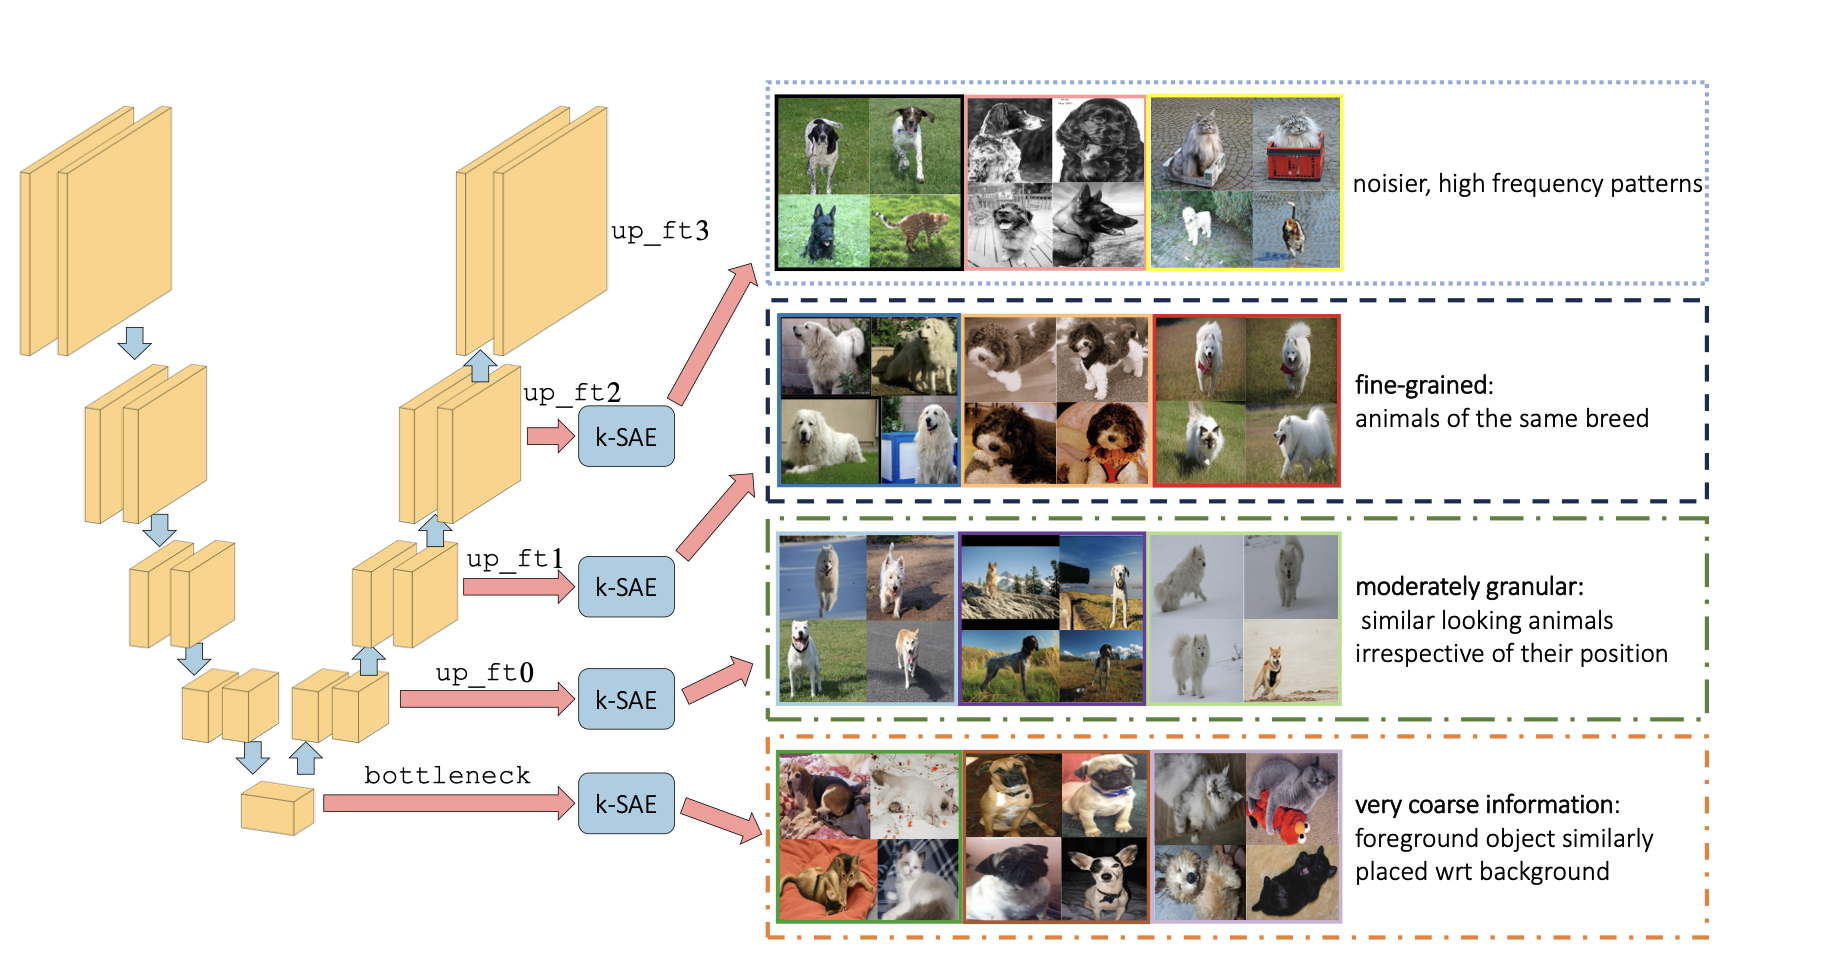 up_ft3
noisier, high frequency patterns
up_ft2
k-SAE
fine-grained:
animals of the same breed
up_ft1
k-SAE
moderately granular:
similar looking animals
irrespective of their position
up_ft0
k-SAE
bottleneck
k-SAE
very coarse information:
foreground object similarly
placed wrt background